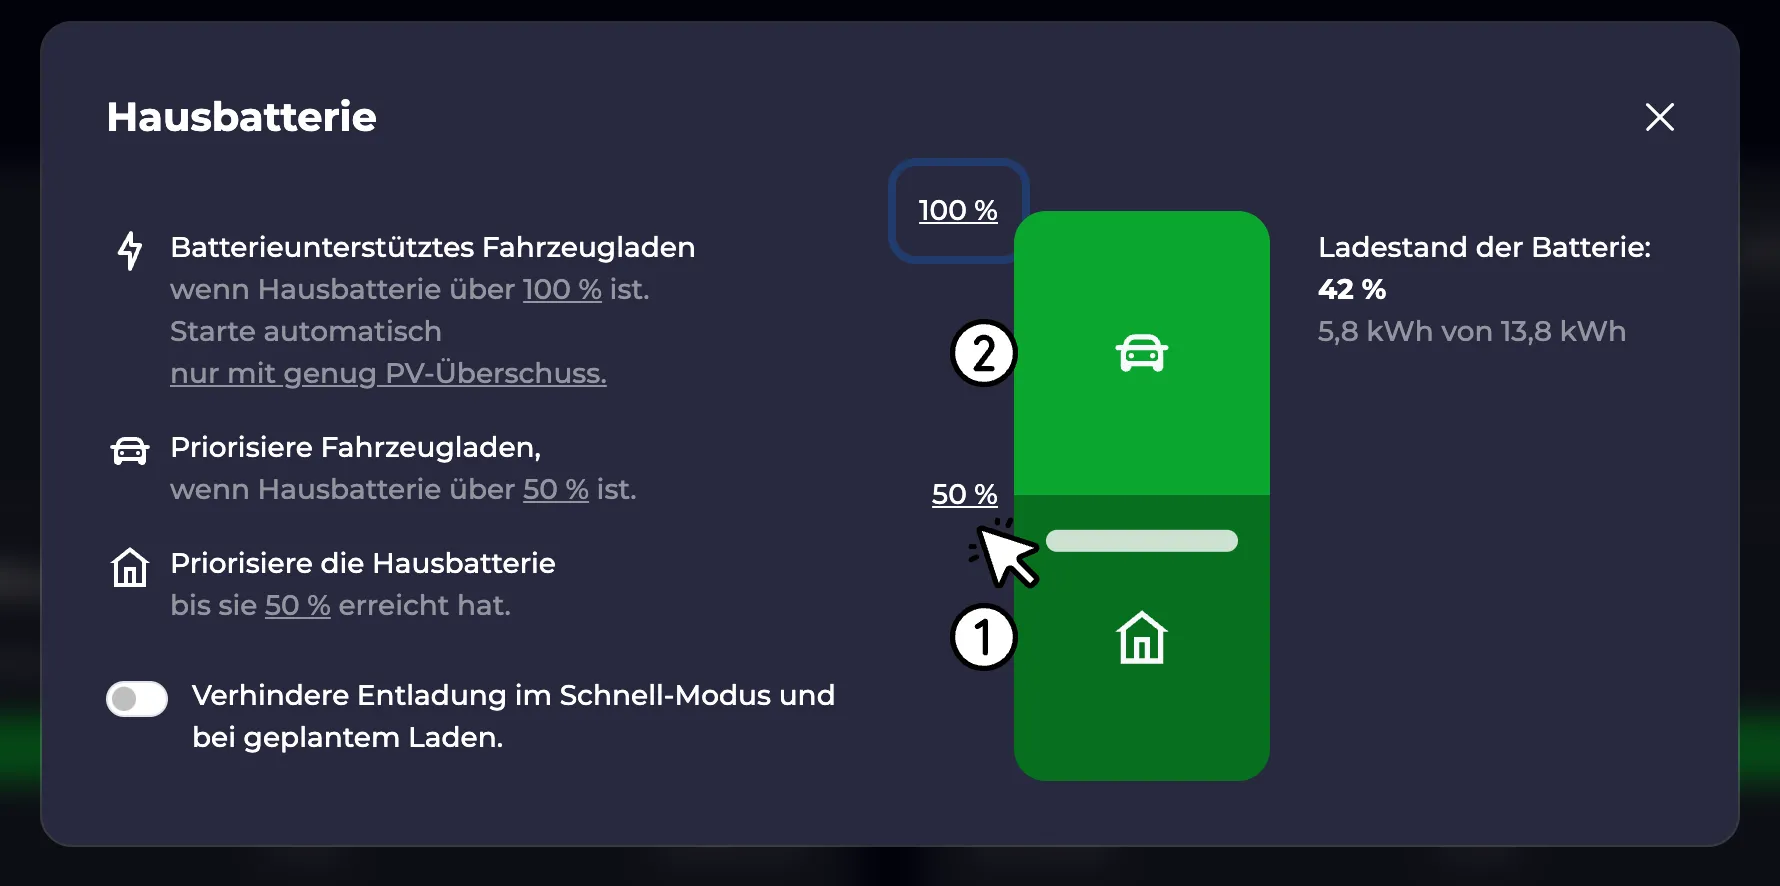 Hausbatterie
Batterieunterstütztes Fahrzeugladen
wenn Hausbatterie über 100 % ist.
Starte automatisch
nur mit genug PV-Überschuss.
Priorisiere Fahrzeugladen,
wenn Hausbatterie über 50 % ist.
Priorisiere die Hausbatterie
bis sie 50 % erreicht hat.
Verhindere Entladung im Schnell-Modus und
bei geplantem Laden.
100 %
2
50 %
1
Ladestand der Batterie:
42 %
5,8 kWh von 13,8 kWh